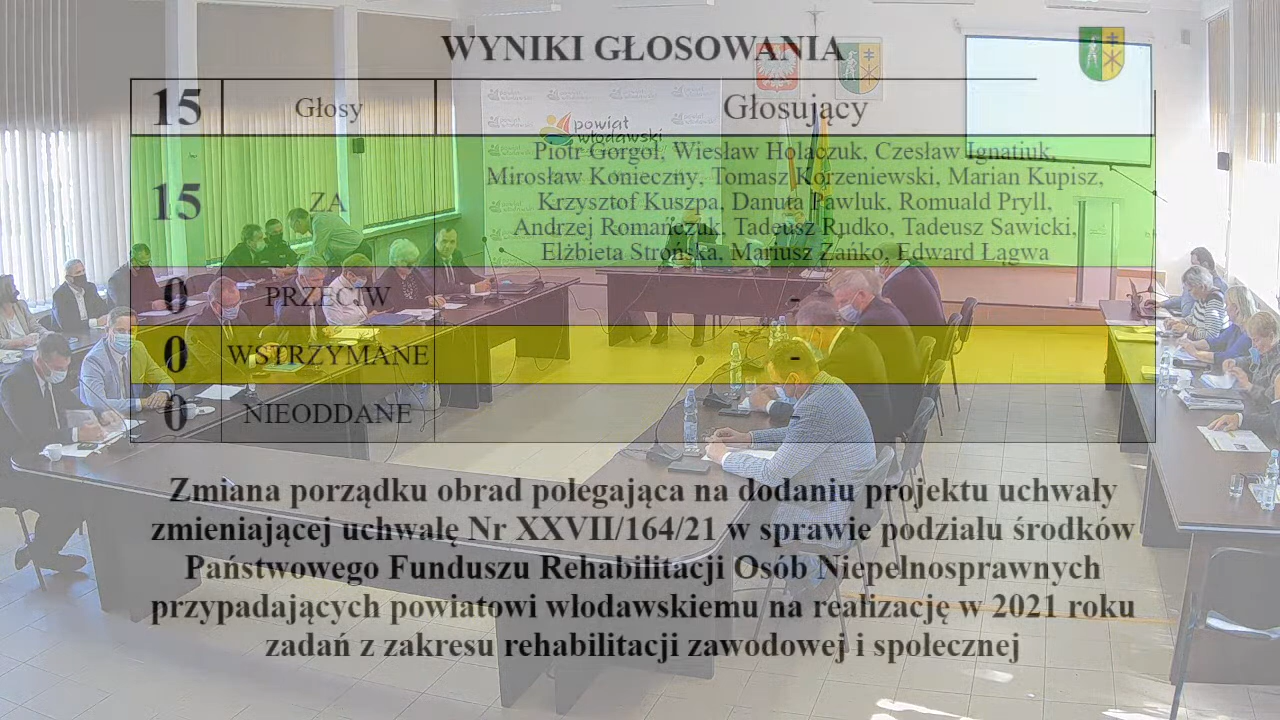 WYNIKI GŁOSOWANIA
15 Głosy Głosujący
powiat
włodawski
15 ZA Piotr Gorgol, Wiesław Holaczuk, Czesław Ignatiuk,
Mirosław Konieczny, Tomasz Korzeniewski, Marian Kupisz,
Krzysztof Kuszpa, Danuta Pawluk, Romuald Pryll,
Andrzej Romańczuk, Tadeusz Rudko, Tadeusz Sawicki,
Elżbieta Strońska, Mariusz Zańko, Edward Łągwa
0 PRZECIW -
0 WSTRZYMANE -
0 NIEODDANE -
Zmiana porządku obrad polegająca na dodaniu projektu uchwały
zmieniającej uchwałę Nr XXVII/164/21 w sprawie podziału środków
Państwowego Funduszu Rehabilitacji Osób Niepełnosprawnych
przypadających powiatowi włodawskiemu na realizację w 2021 roku
zadań z zakresu rehabilitacji zawodowej i społecznej